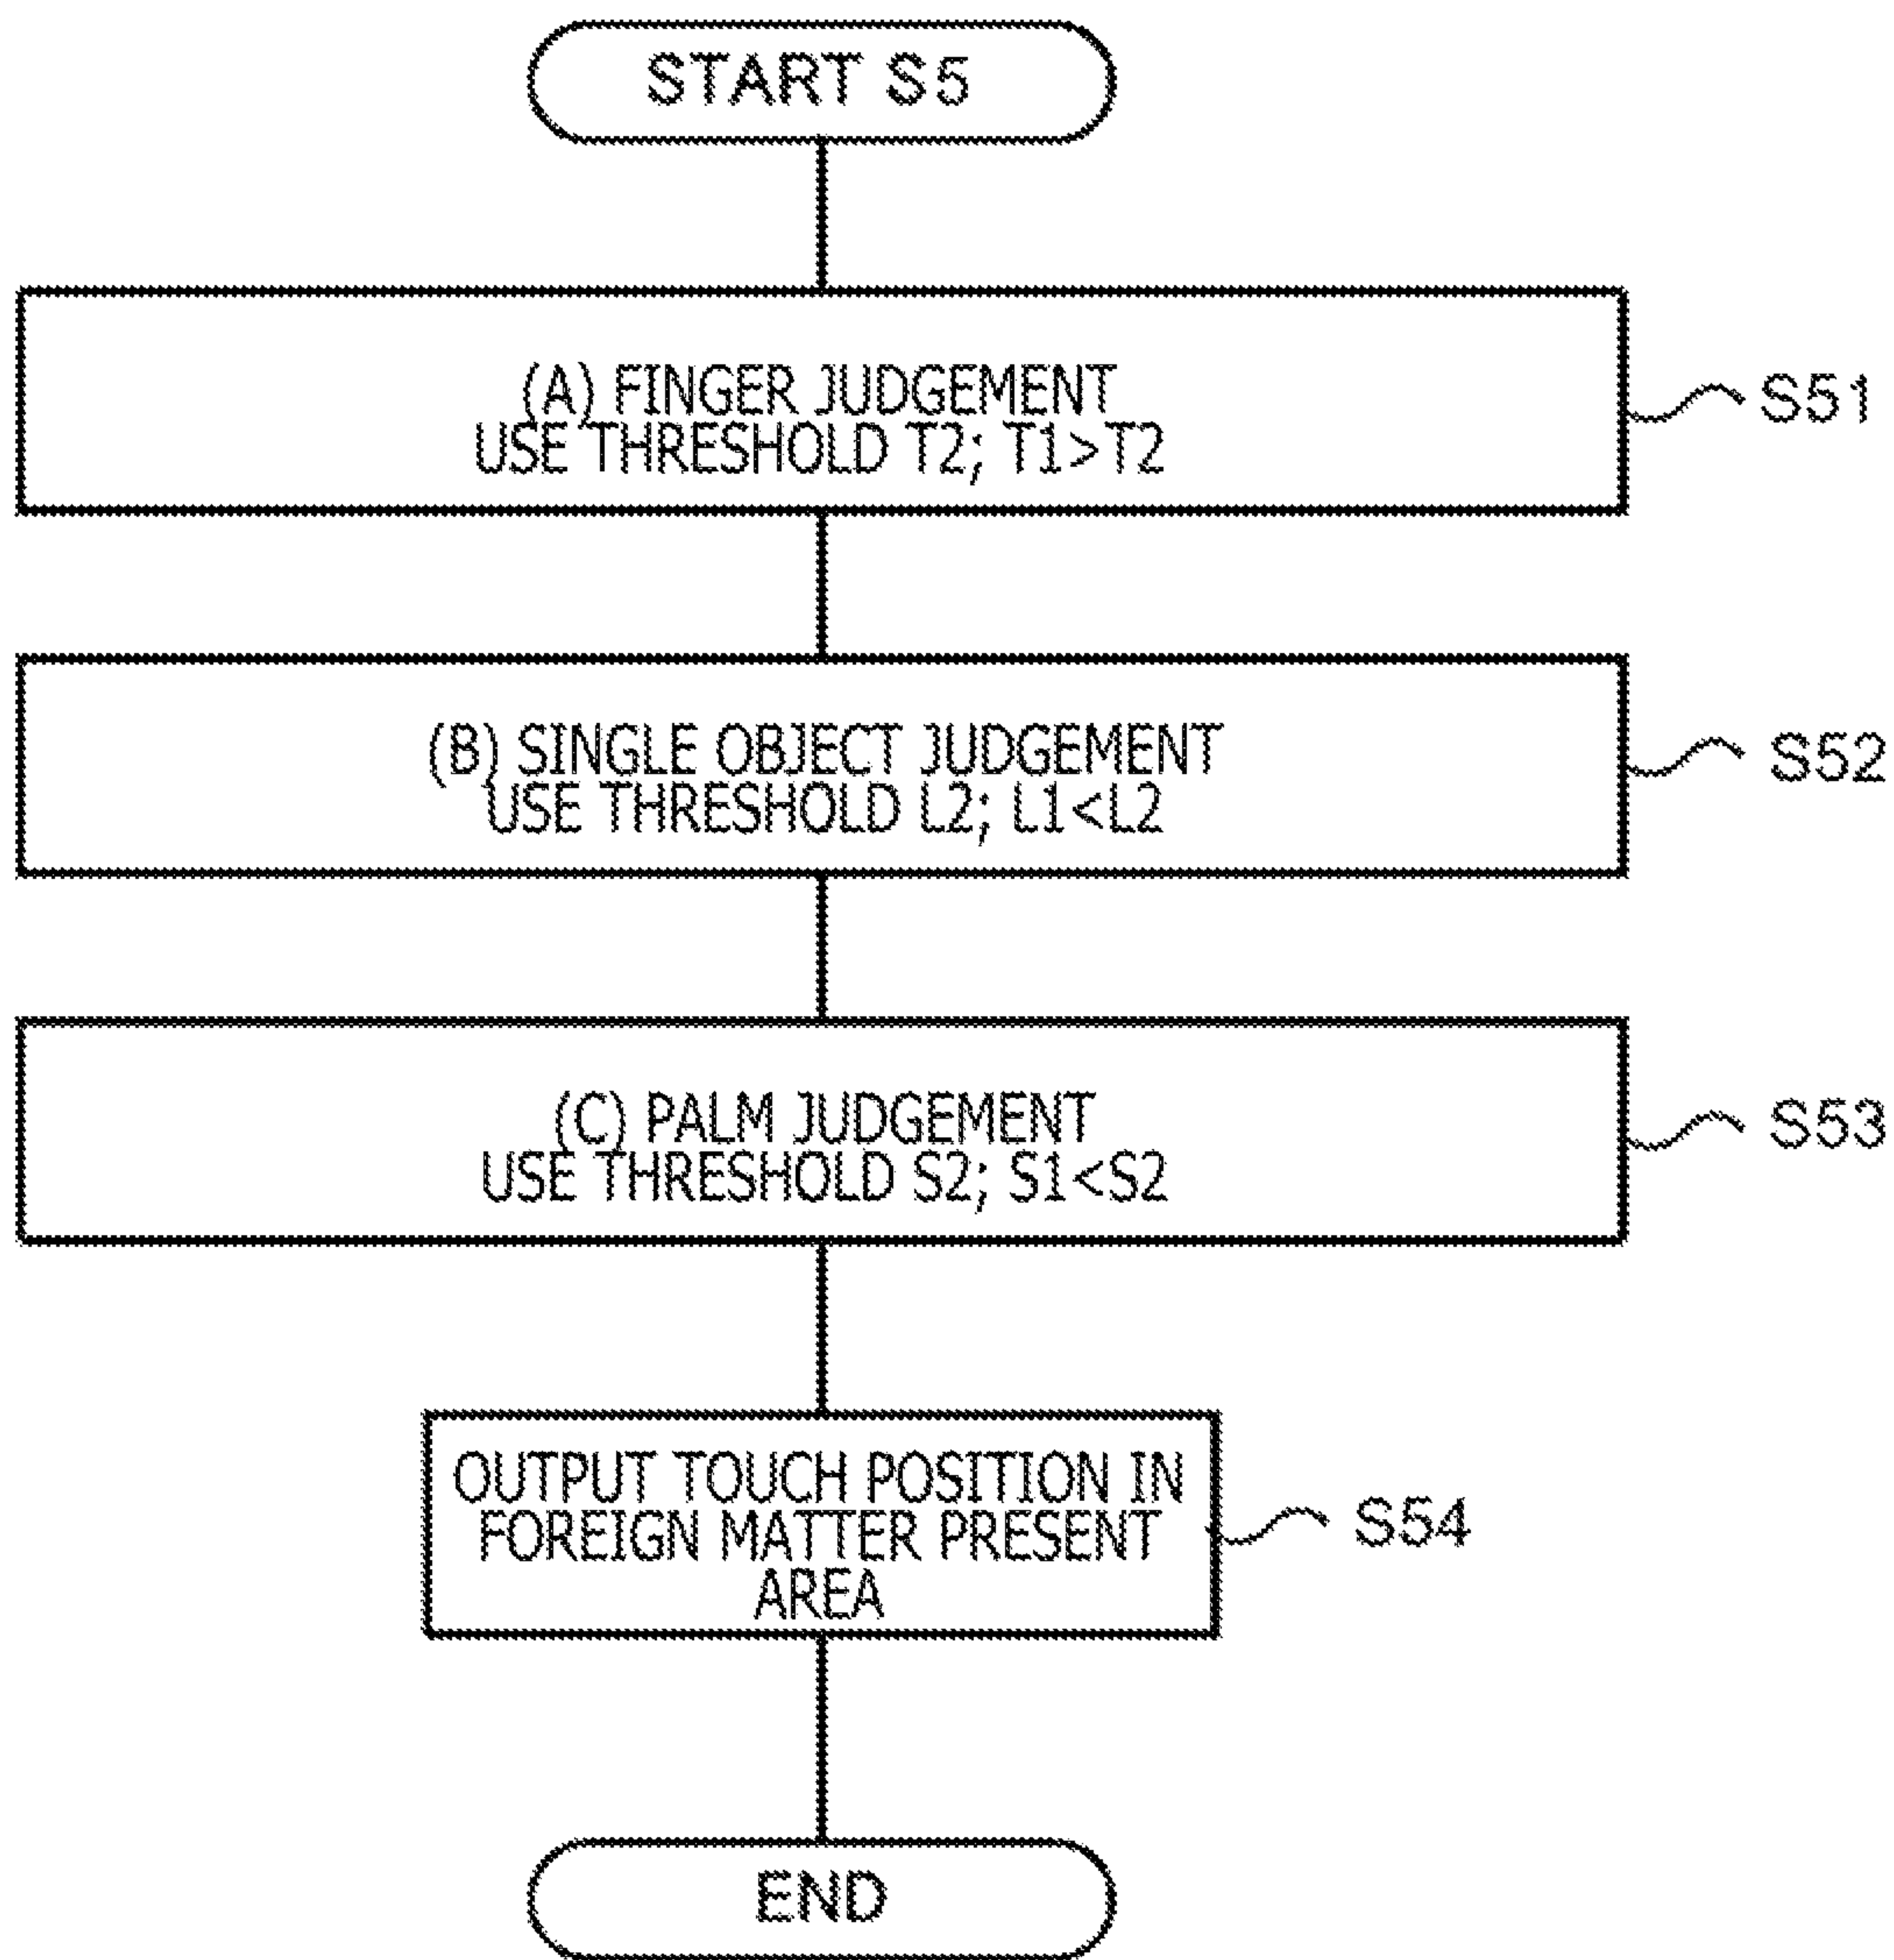 START S5
(A) FINGER JUDGEMENT
USE THRESHOLD T2; T1>T2
S51
(B) SINGLE OBJECT JUDGEMENT
USE THRESHOLD L2; L1<L2
S52
(C) PALM JUDGEMENT
USE THRESHOLD S2; S1<S2
S53
OUTPUT TOUCH POSITION IN
FOREIGN MATTER PRESENT
AREA
S54
END